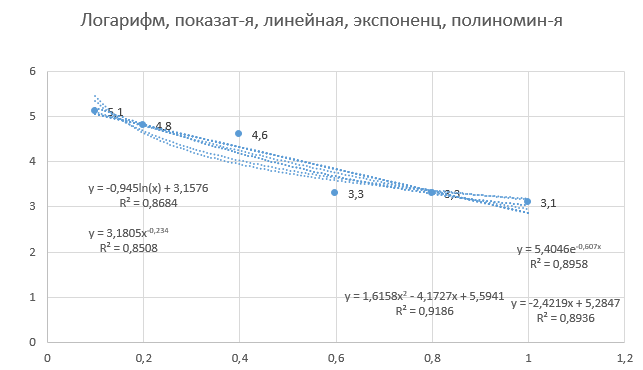 Логарифм, показат-я, линейная, экспоненц, полиномин-я
6
5
4
3
2
1
0
5,1
4,8
4,6
3,3
3,3
3,1
y = -0,945ln(x) + 3,1576
R² = 0,8684
y = 3,1805x^-0,234
R² = 0,8508
y = 5,4046e^-0,607x
R² = 0,8958
y = 1,6158x² - 4,1727x + 5,5941
R² = 0,9186
y = -2,4219x + 5,2847
R² = 0,8936
0 0,2 0,4 0,6 0,8 1 1,2